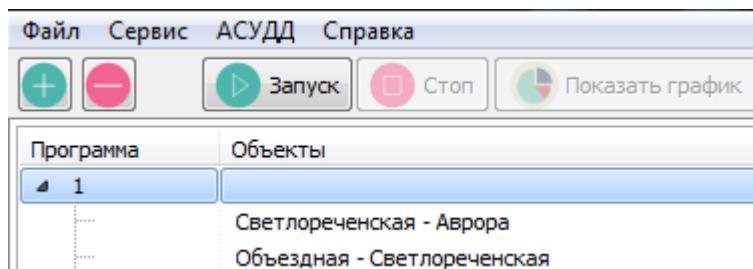 Файл Сервис АСУДД Справка
Запуск Стоп Показать график
Программа Объекты
1
Светлореченская - Аврора
Объездная - Светлореченская